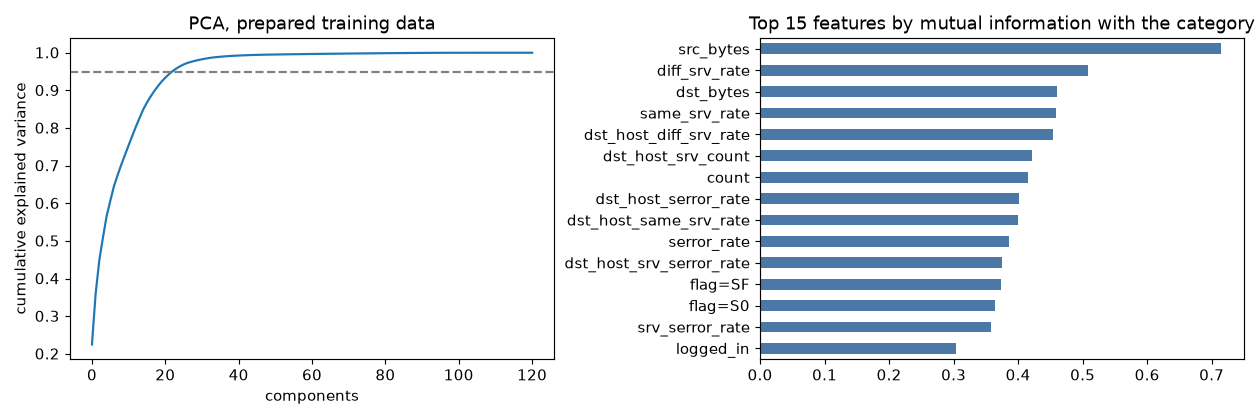 PCA, prepared training data
cumulative explained variance
1.0
0.9
0.8
0.7
0.6
0.5
0.4
0.3
0.2
0 20 40 60 80 100 120
components
Top 15 features by mutual information with the category
src_bytes
diff_srv_rate
dst_bytes
same_srv_rate
dst_host_diff_srv_rate
dst_host_srv_count
count
dst_host_serror_rate
dst_host_same_srv_rate
serror_rate
dst_host_srv_serror_rate
flag=SF
flag=S0
srv_serror_rate
logged_in
0.0 0.1 0.2 0.3 0.4 0.5 0.6 0.7